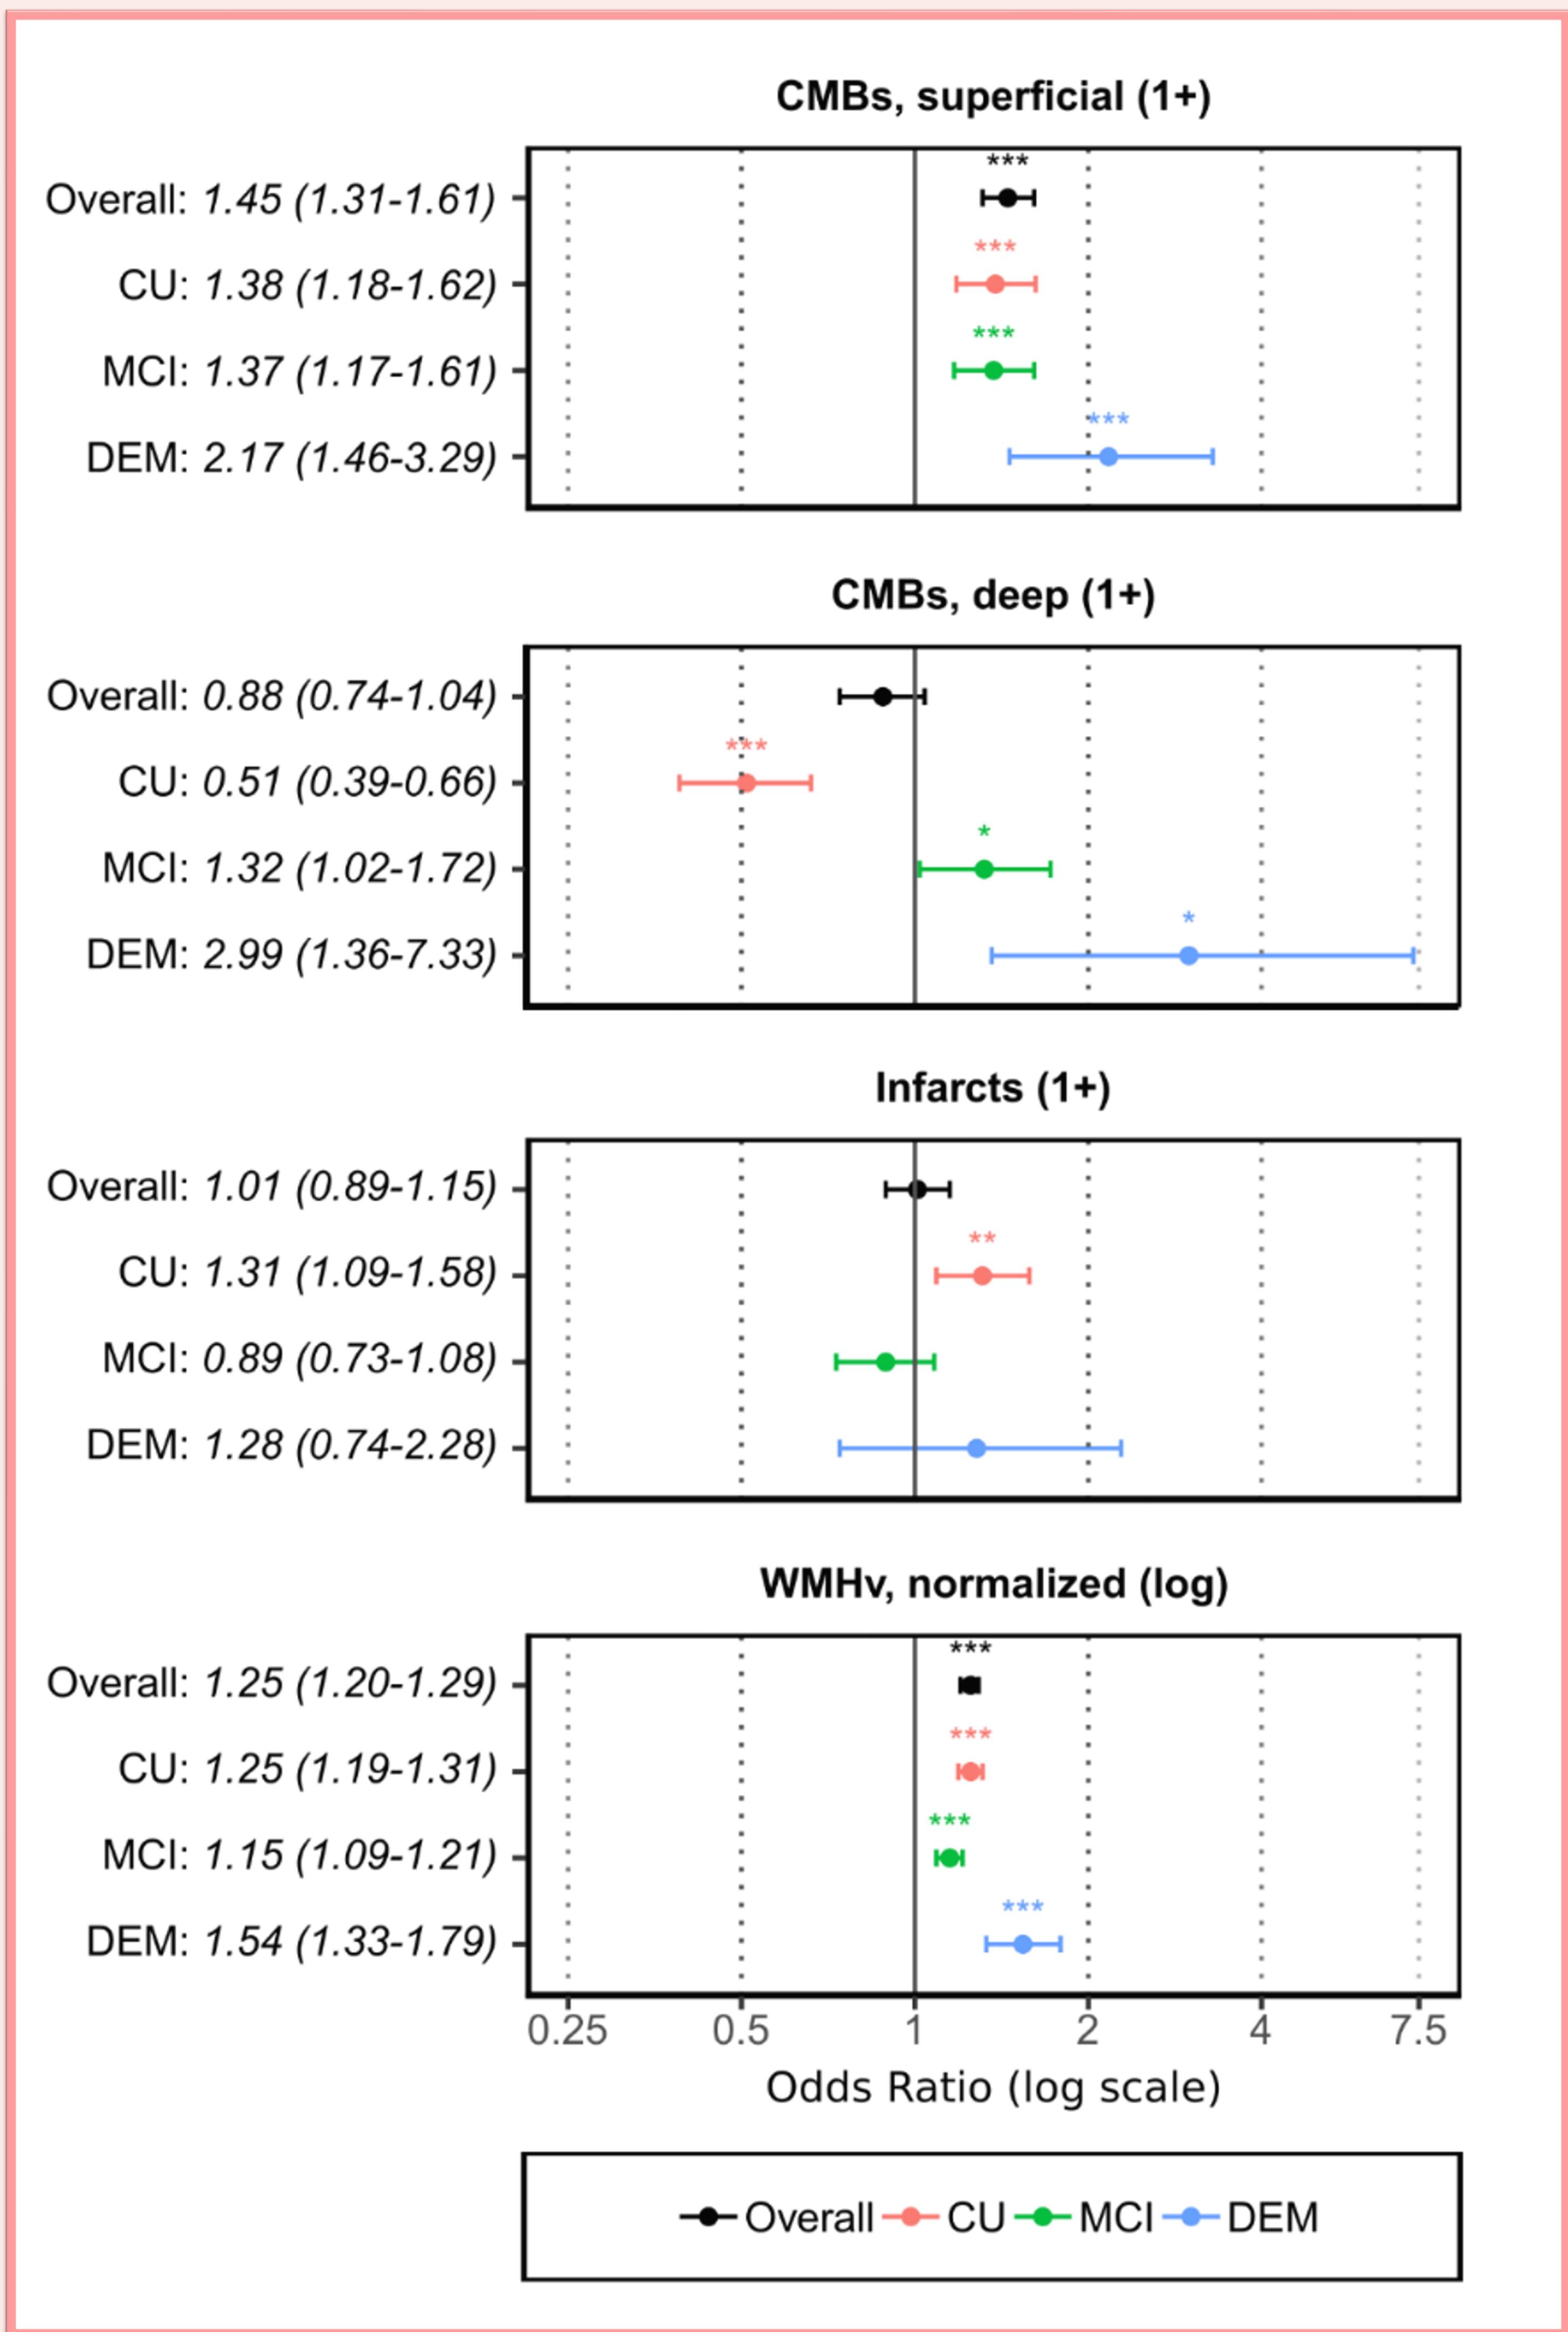 CMBs, superficial (1+)
***
Overall: 1.45 (1.31-1.61)
***
CU: 1.38 (1.18-1.62)
***
MCI: 1.37 (1.17-1.61)
***
DEM: 2.17 (1.46-3.29)
CMBs, deep (1+)
Overall: 0.88 (0.74-1.04)
***
CU: 0.51 (0.39-0.66)
*
MCI: 1.32 (1.02-1.72)
*
DEM: 2.99 (1.36-7.33)
Infarcts (1+)
Overall: 1.01 (0.89-1.15)
**
CU: 1.31 (1.09-1.58)
MCI: 0.89 (0.73-1.08)
DEM: 1.28 (0.74-2.28)
WMHv, normalized (log)
***
Overall: 1.25 (1.20-1.29)
***
CU: 1.25 (1.19-1.31)
***
MCI: 1.15 (1.09-1.21)
***
DEM: 1.54 (1.33-1.79)
0.25 0.5 1 2 4 7.5
Odds Ratio (log scale)
Overall CU MCI DEM